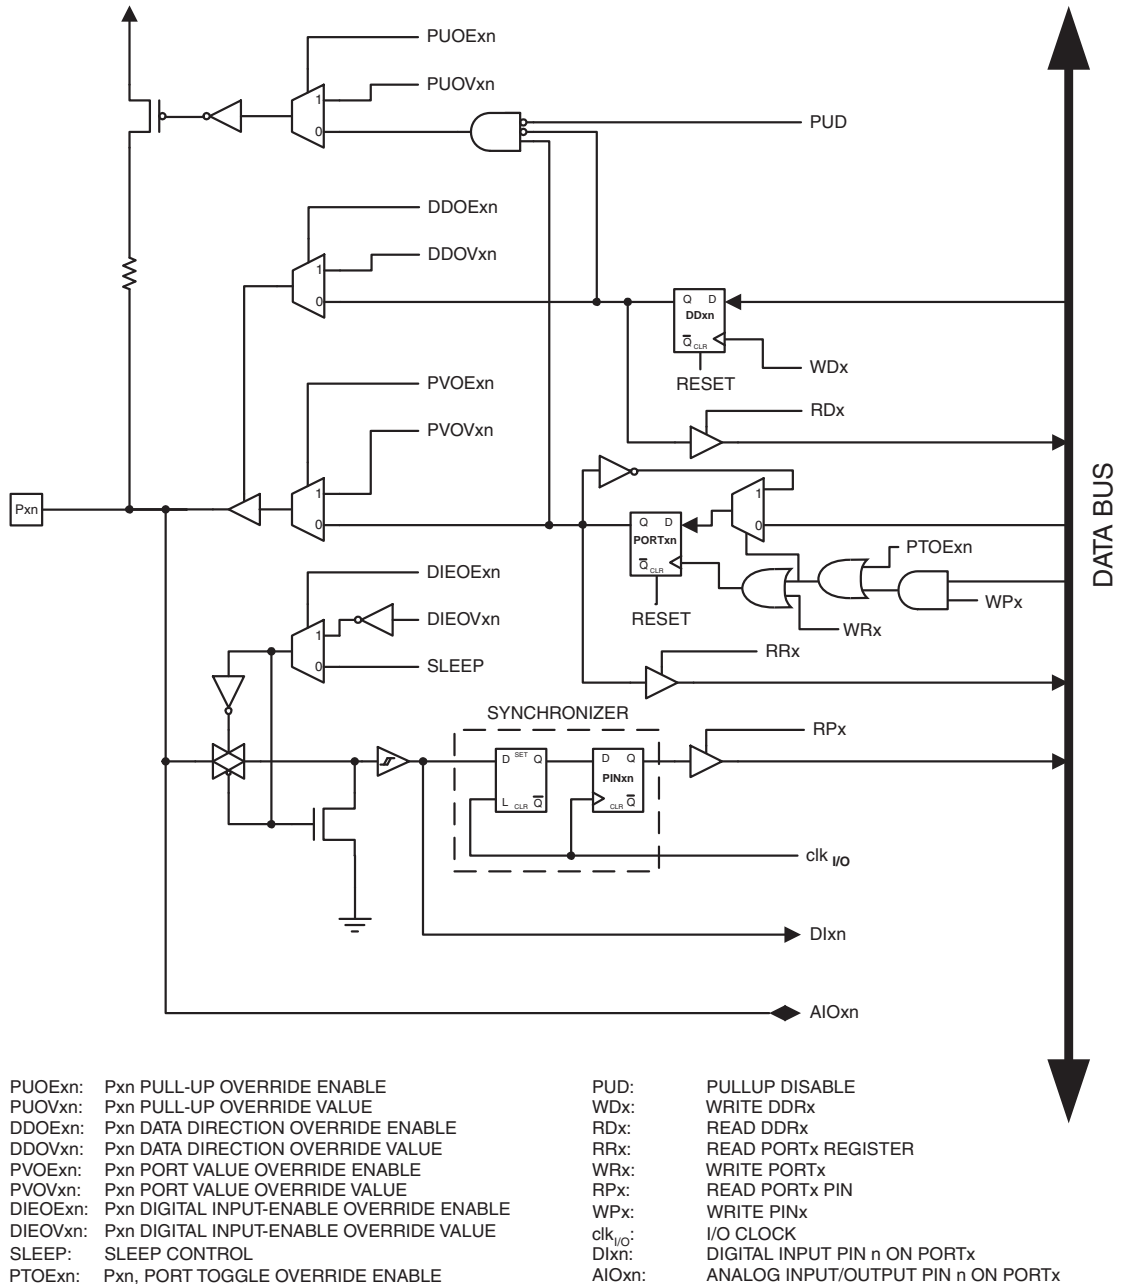 PUOExn
PUOVxn
1
0
PUD
DDOExn
DDOVxn
1
0
Q D
DDxn
Q CLR
WDx
RESET
PVOExn
RDx
PVOVxn
DATA BUS
1
0
Pxn
1
0
Q D
PORTxn
Q CLR
PTOExn
DIEOExn
WPx
RESET
DIEOVxn
WRx
1
0
SLEEP
RRx
SYNCHRONIZER
RPx
D SET Q
L CLR Q
D Q
PINxn
CLR Q
clk I/O
DIxn
AIOxn
PUOExn: Pxn PULL-UP OVERRIDE ENABLE
PUOVxn: Pxn PULL-UP OVERRIDE VALUE
DDOExn: Pxn DATA DIRECTION OVERRIDE ENABLE
DDOVxn: Pxn DATA DIRECTION OVERRIDE VALUE
PVOExn: Pxn PORT VALUE OVERRIDE ENABLE
PVOVxn: Pxn PORT VALUE OVERRIDE VALUE
DIEOExn: Pxn DIGITAL INPUT-ENABLE OVERRIDE ENABLE
DIEOVxn: Pxn DIGITAL INPUT-ENABLE OVERRIDE VALUE
SLEEP: SLEEP CONTROL
PTOExn: Pxn, PORT TOGGLE OVERRIDE ENABLE
PUD: PULLUP DISABLE
WDx: WRITE DDRx
RDx: READ DDRx
RRx: READ PORTx REGISTER
WRx: WRITE PORTx
RPx: READ PORTx PIN
WPx: WRITE PINx
clkI/O: I/O CLOCK
DIxn: DIGITAL INPUT PIN n ON PORTx
AIOxn: ANALOG INPUT/OUTPUT PIN n ON PORTx